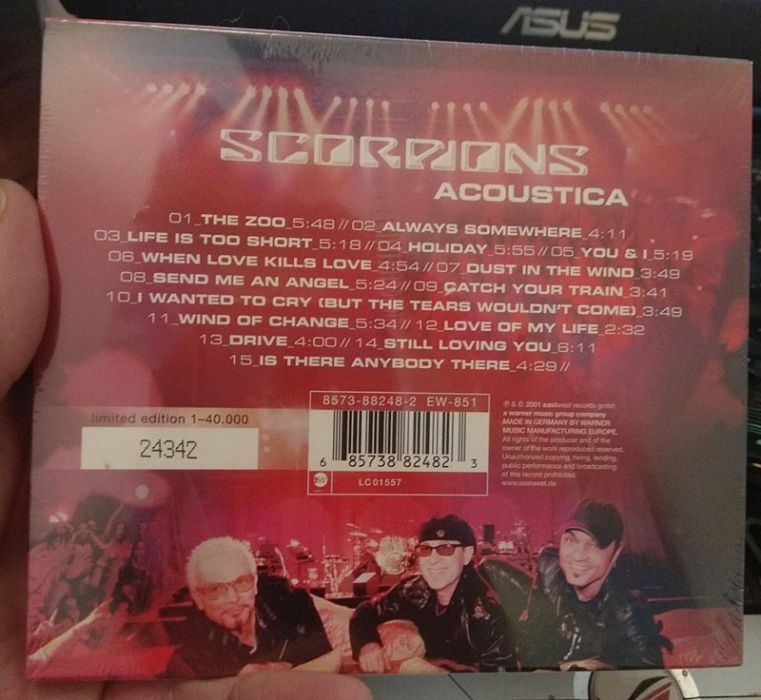 ASUS
SCORPIONS
ACOUSTICA
01_THE ZOO_5:48 // 02_ALWAYS SOMEWHERE_4:11
03_LIFE IS TOO SHORT_5:18 // 04_HOLIDAY_5:55 // 05_YOU & I_5:19
06_WHEN LOVE KILLS LOVE_4:54 // 07_DUST IN THE WIND_3:49
08_SEND ME AN ANGEL_5:24 // 09_CATCH YOUR TRAIN_3:41
10_I WANTED TO CRY (BUT THE TEARS WOULDN'T COME)_3:49
11_WIND OF CHANGE_5:34 // 12_LOVE OF MY LIFE_2:32
13_DRIVE_4:00 // 14_STILL LOVING YOU_6:11
15_IS THERE ANYBODY THERE_4:29 //
limited edition 1–40.000
24342
8573-88248-2 EW-851
6 85738 82482 3
EW
LC01557
℗ & © 2001 eastwest records gmbh
a warner music group company
MADE IN GERMANY BY WARNER
MUSIC MANUFACTURING EUROPE.
All rights of the producer and of the
owner of the work reproduced reserved.
Unauthorized copying, hiring, lending,
public performance and broadcasting
of this record prohibited.
www.eastwest.de